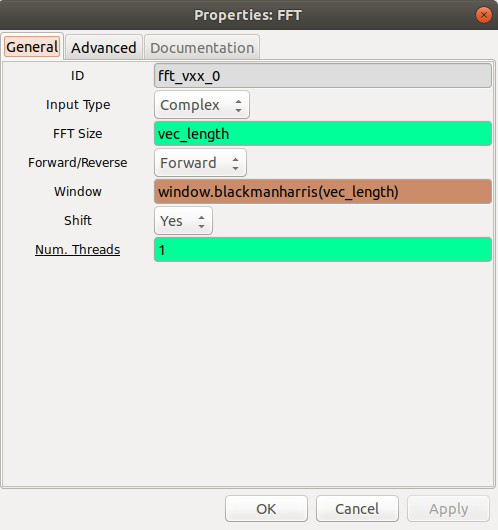 Properties: FFT
General Advanced Documentation
ID fft_vxx_0
Input Type Complex
FFT Size vec_length
Forward/Reverse Forward
Window window.blackmanharris(vec_length)
Shift Yes
Num. Threads 1
OK Cancel Apply